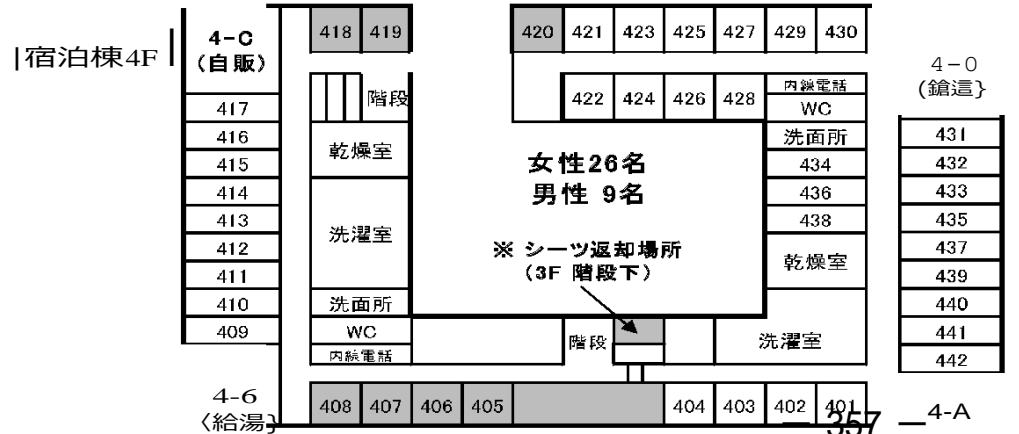 宿泊棟4F
4-C
(自販)
418 419
420 421 423 425 427 429 430
4-0
(鎗這}
階段
422 424 426 428
内線電話
WC
417
416
415
414
413
412
411
410
409
乾燥室
洗濯室
洗面所
WC
内線電話
女性26名
男性 9名
※ シーツ返却場所
(3F 階段下)
階段
洗面所
434
436
438
乾燥室
洗濯室
431
432
433
435
437
439
440
441
442
4-6
〈給湯}
408 407 406 405
404 403 402 401
4-A
― 357 ―